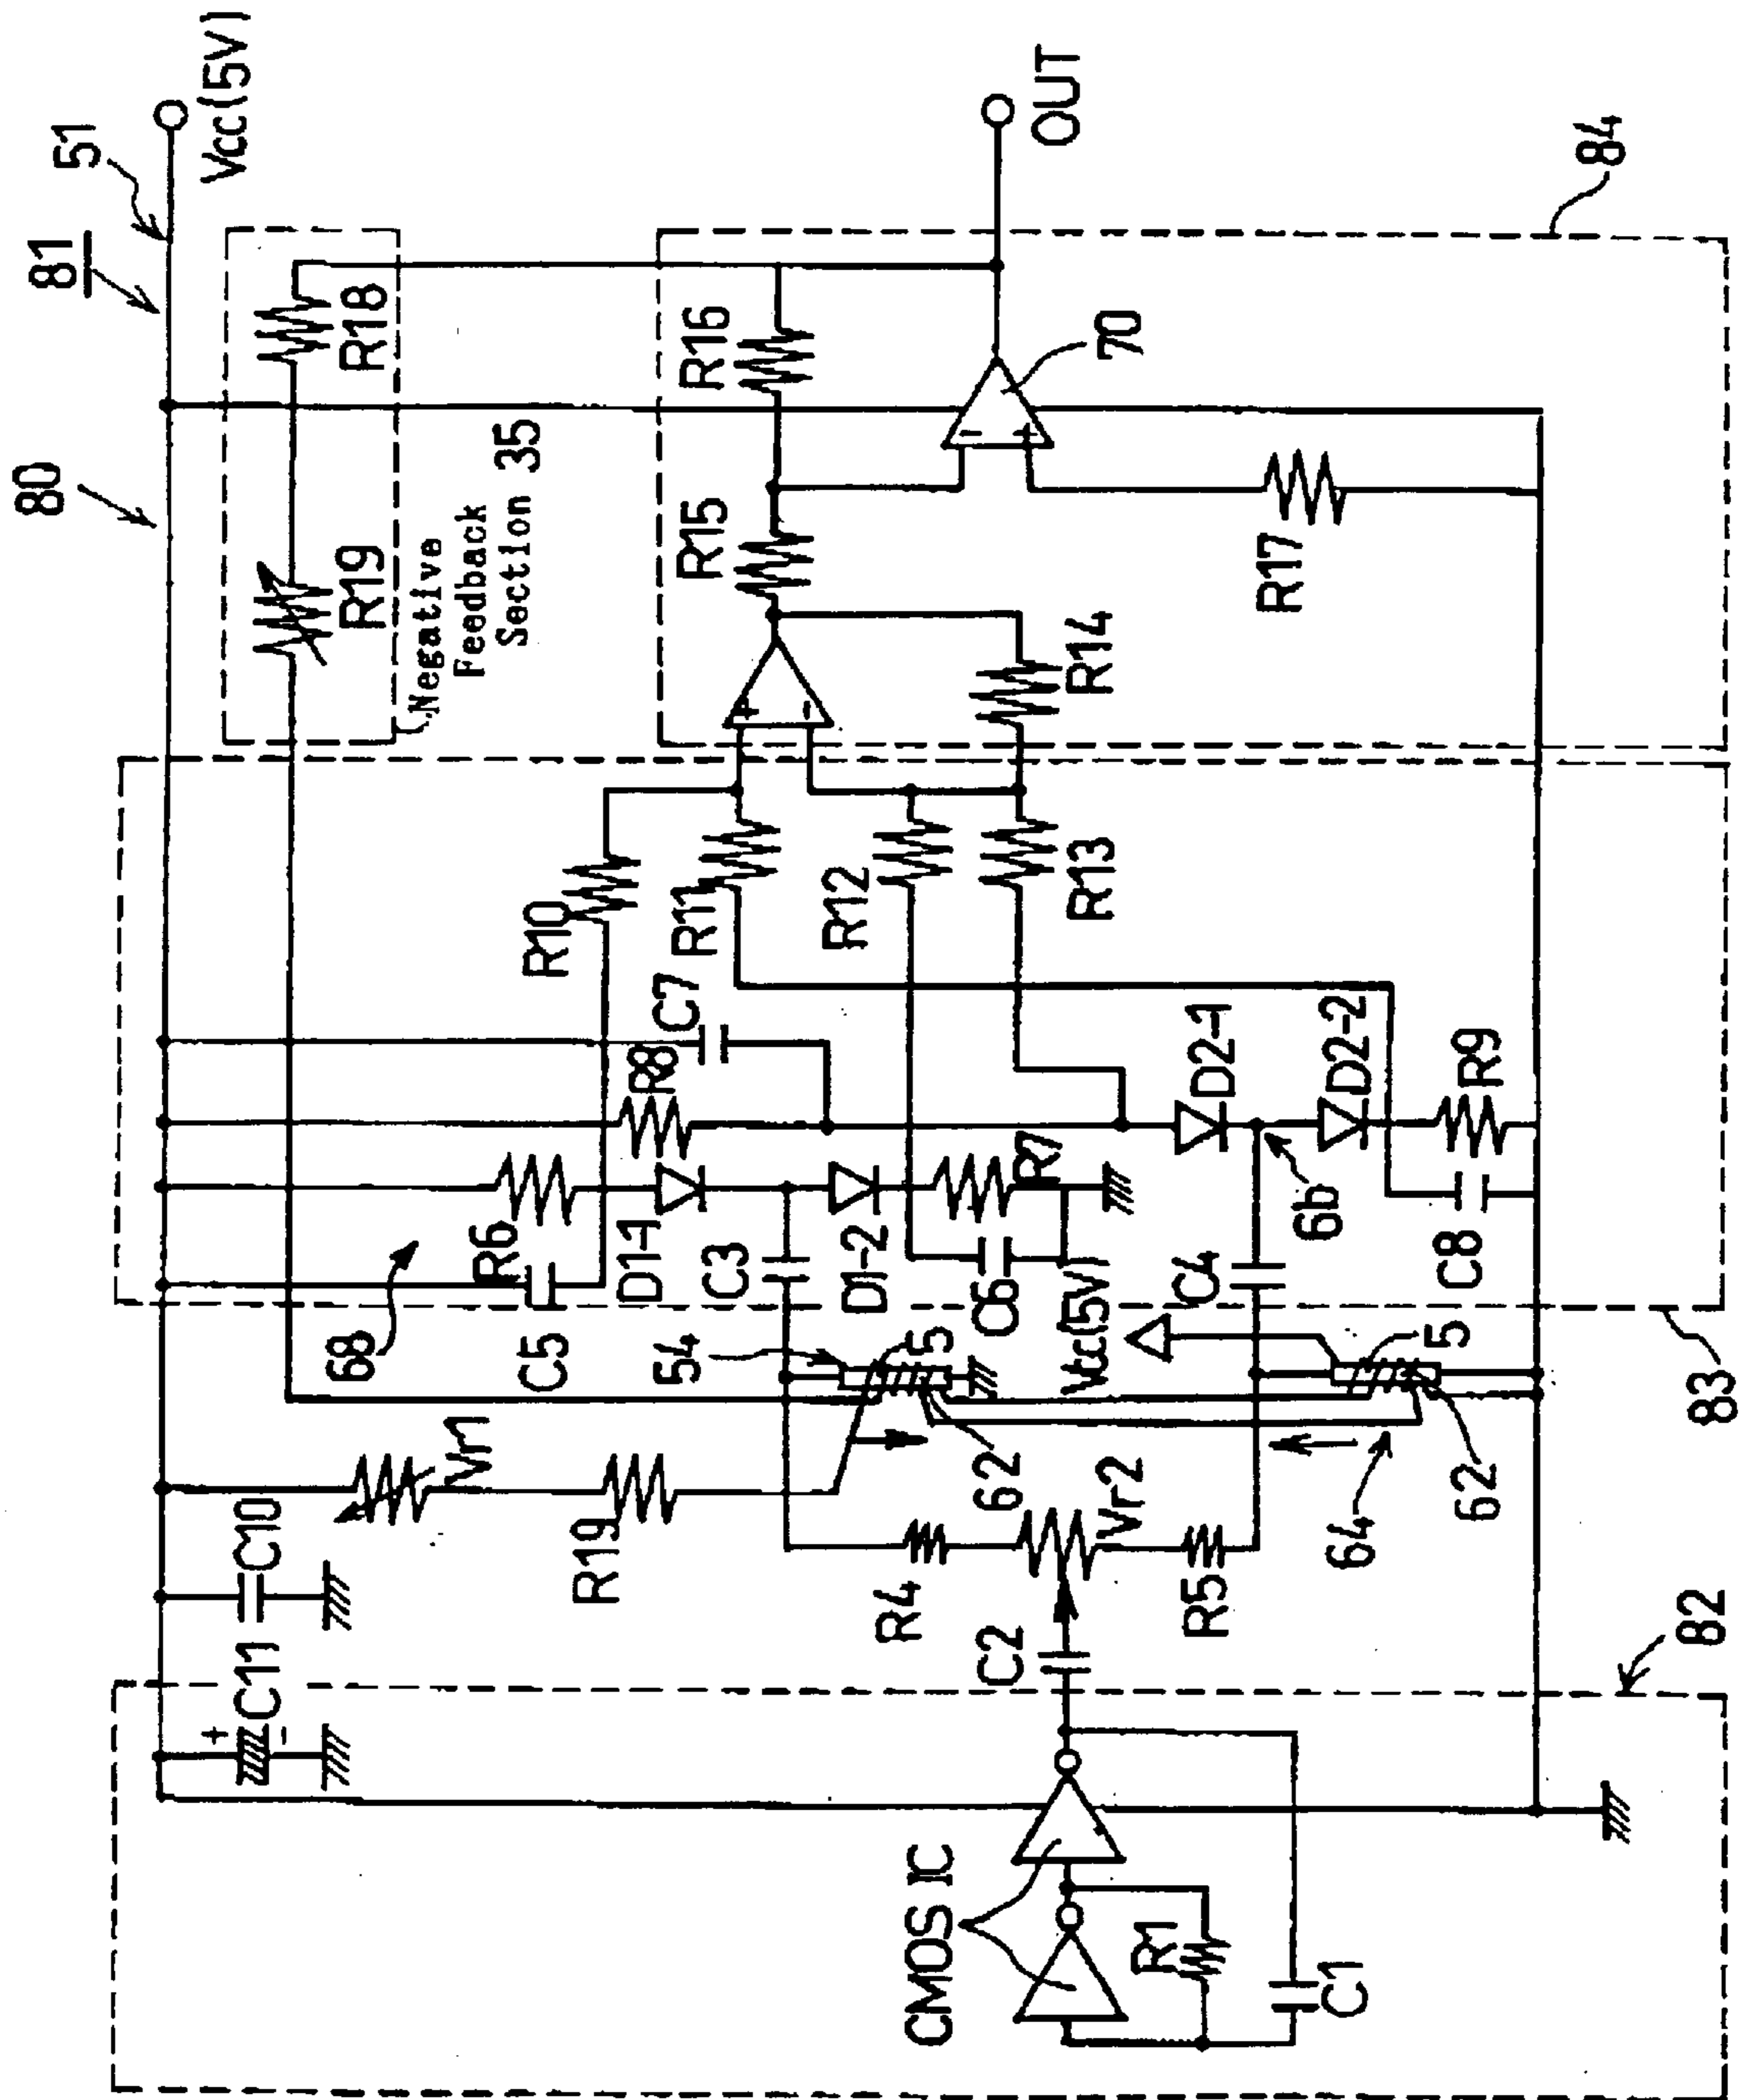 80
81
51
Vcc(5V)
R18
R19
Negative
Feedback
Section 35
R16
R15
70
OUT
84
R14
R17
R10
R11
R12
R13
C7
R8
R6
D1-1
C3
D1-2
R7
D2-1
D2-2
R9
6b
C8
C4
C6
Vcc(5V)
68
C5
54
5
5
83
Vr1
R19
62
Vr2
64
62
C10
C11
R4
C2
R5
82
CMOS IC
R1
C1
+
-
+
-
-
+